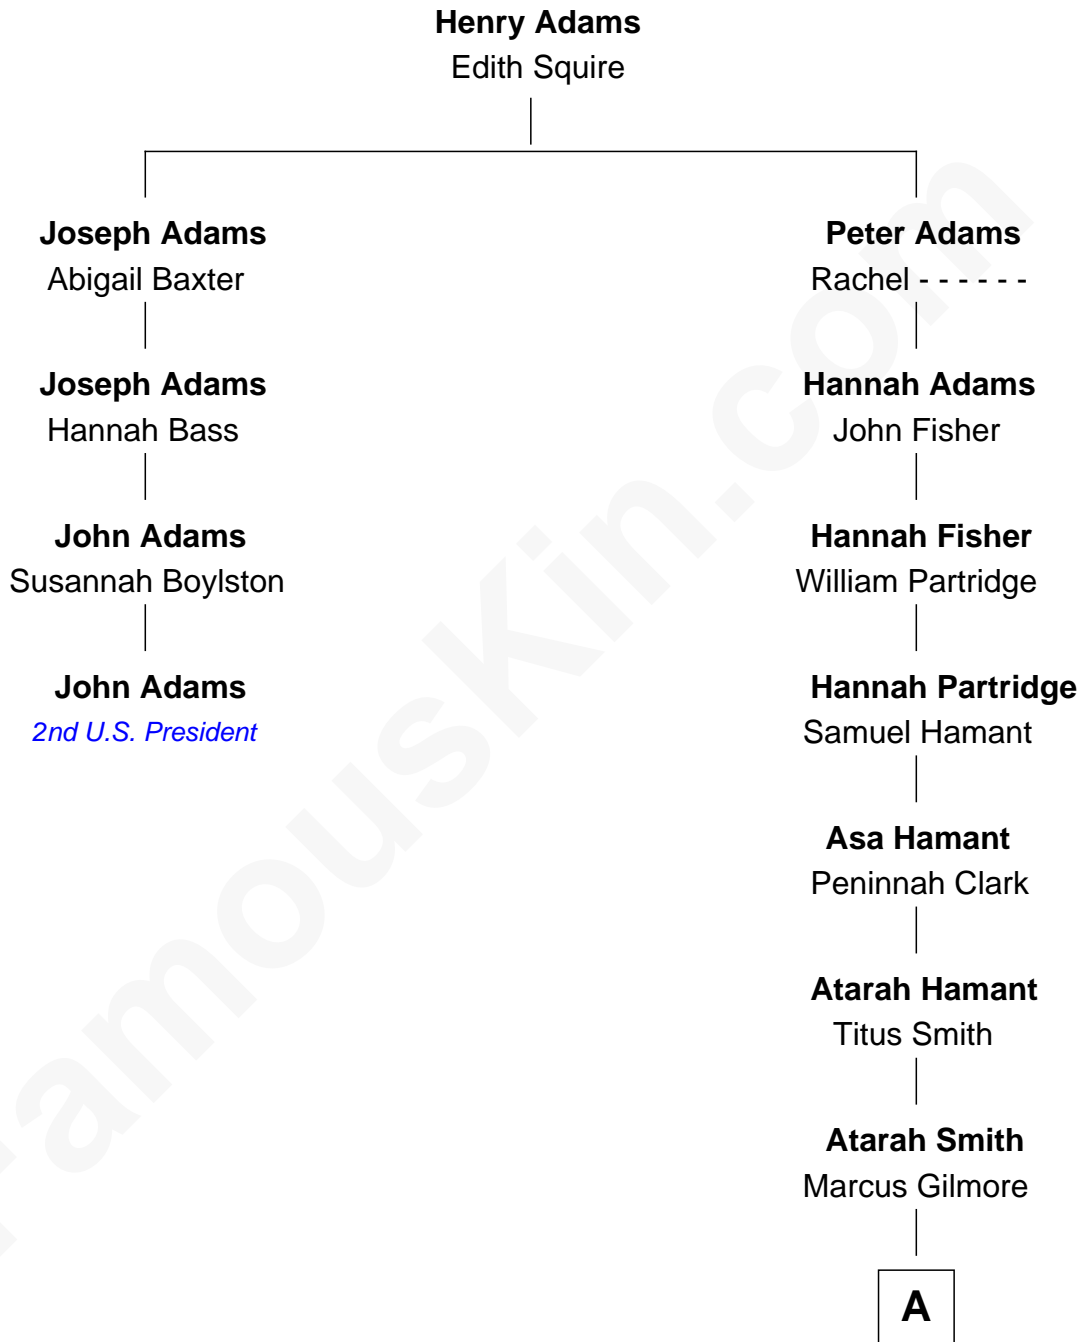 Henry Adams
Edith Squire
Joseph Adams
Abigail Baxter
Joseph Adams
Hannah Bass
John Adams
Susannah Boylston
John Adams
2nd U.S. President
Peter Adams
Rachel - - - - - -
Hannah Adams
John Fisher
Hannah Fisher
William Partridge
Hannah Partridge
Samuel Hamant
Asa Hamant
Peninnah Clark
Atarah Hamant
Titus Smith
Atarah Smith
Marcus Gilmore
A
FamousKin.com